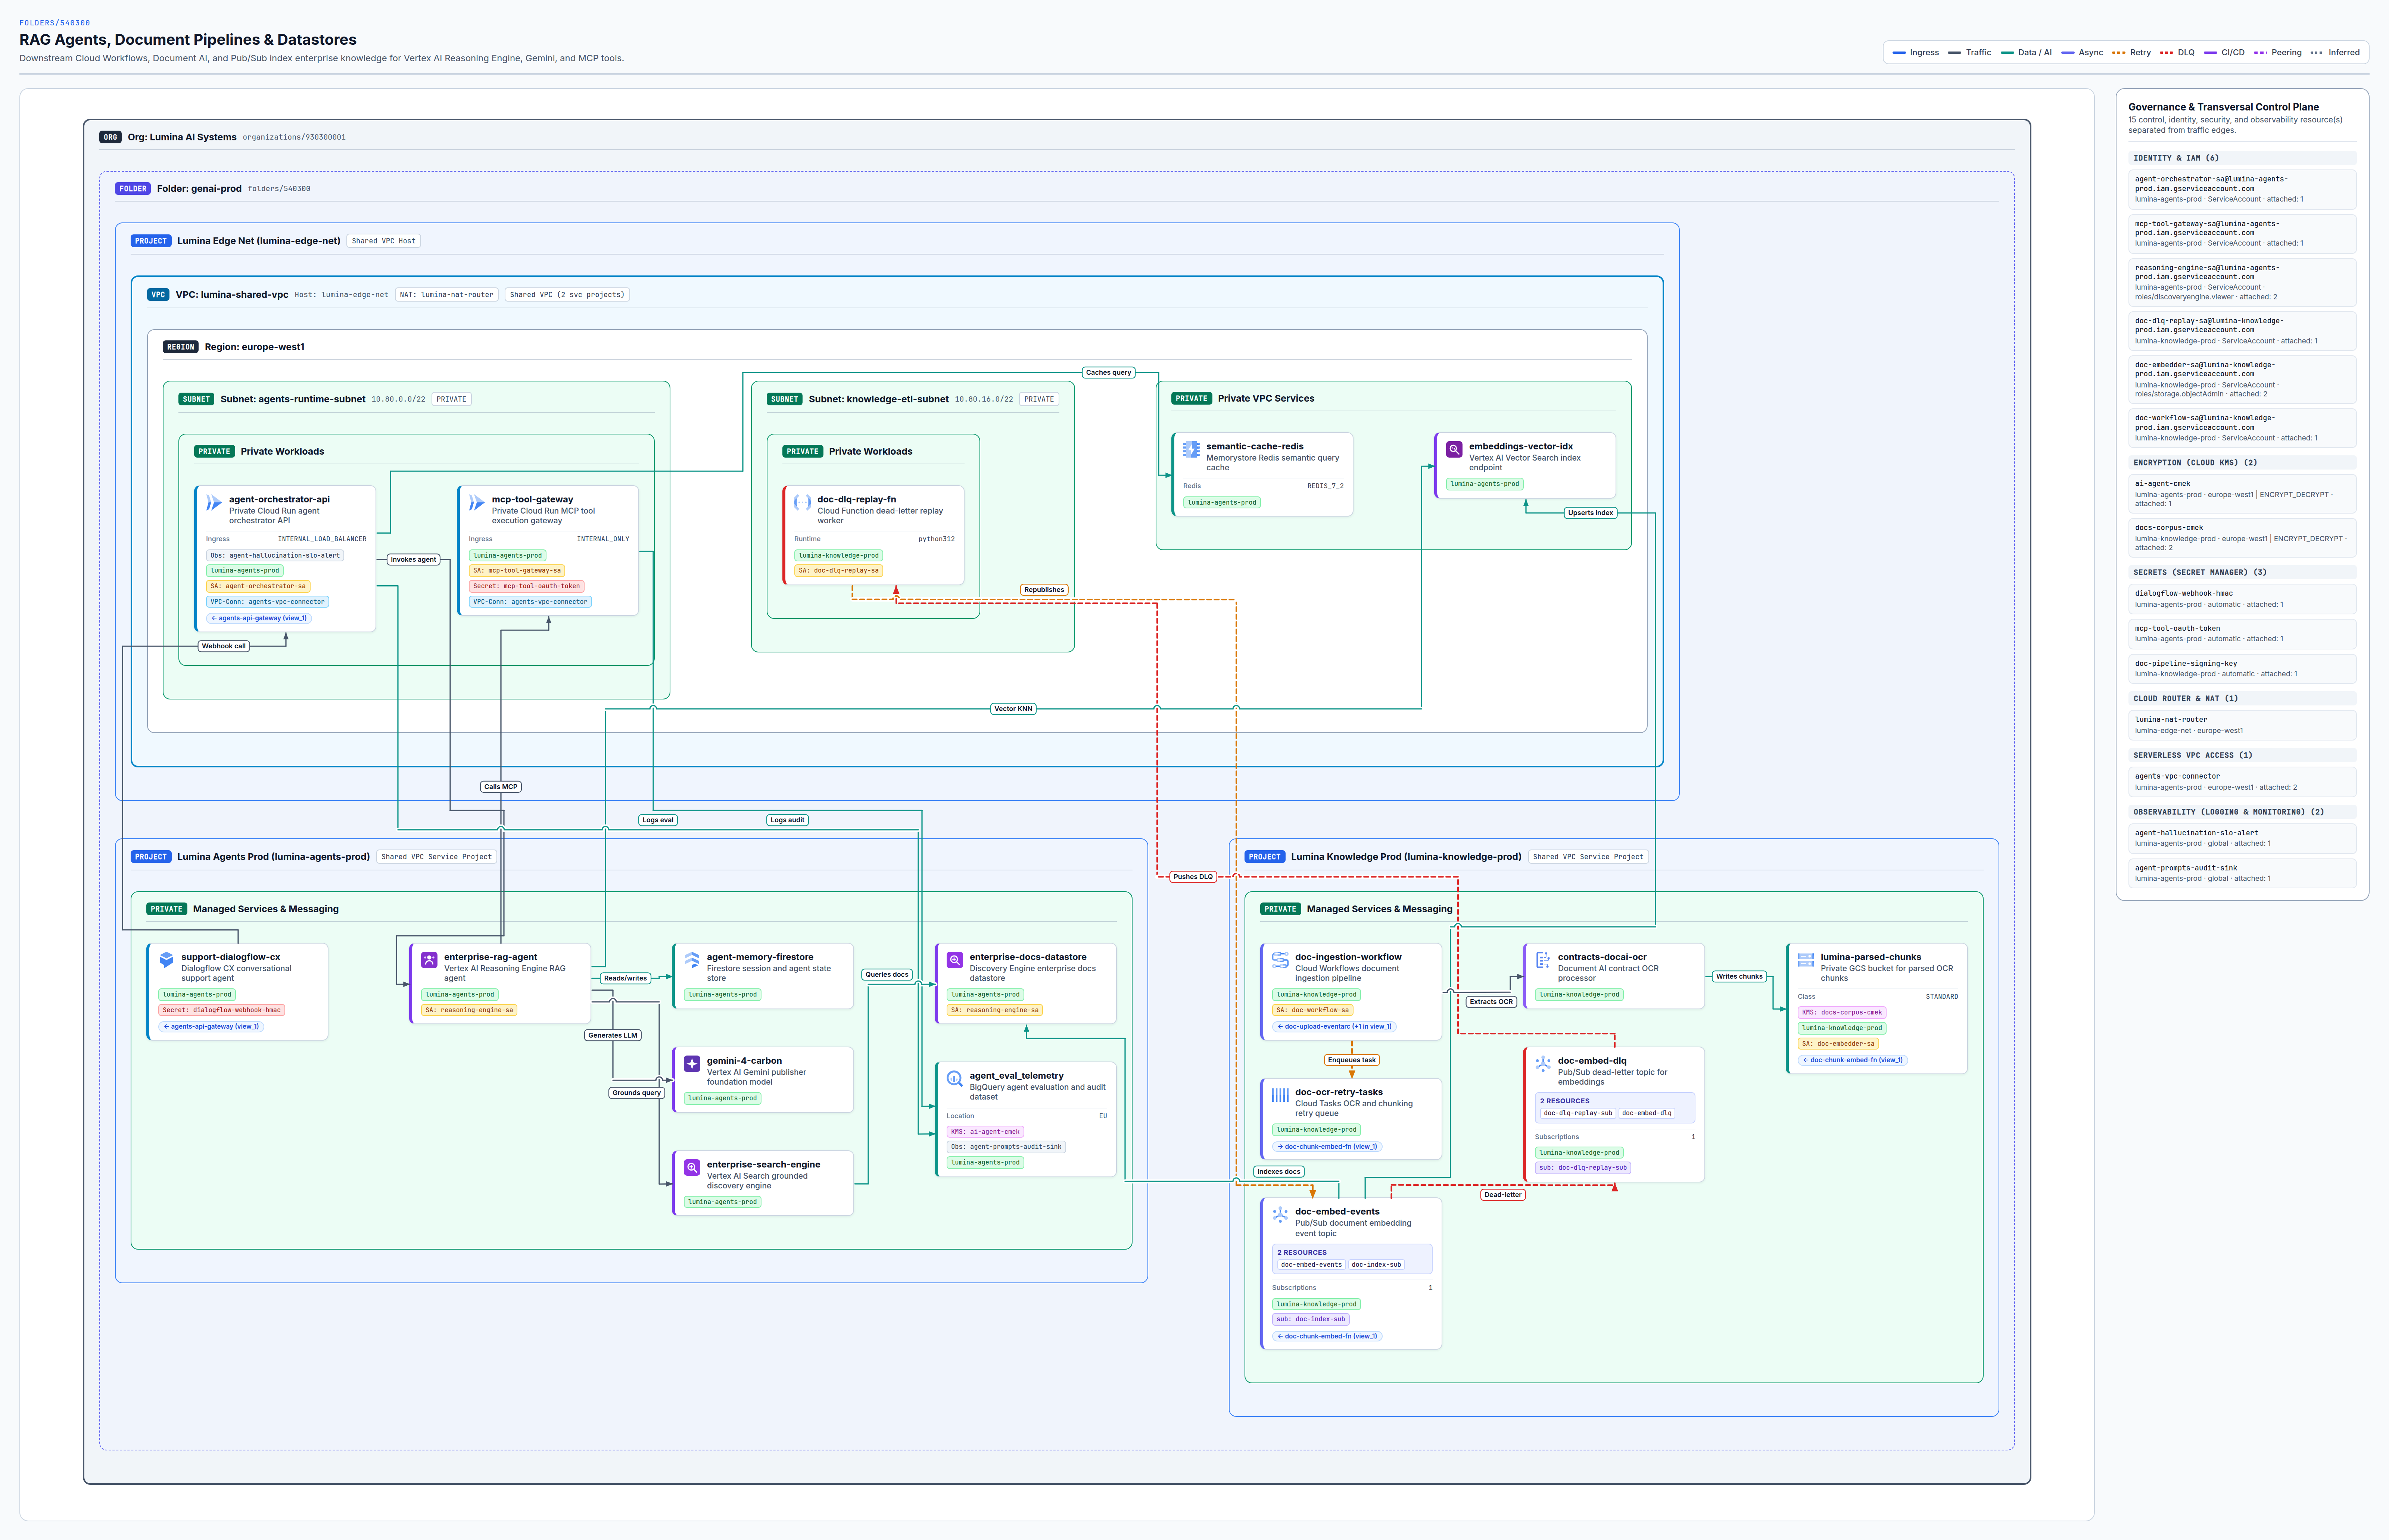 FOLDERS/540300
RAG Agents, Document Pipelines & Datastores
Downstream Cloud Workflows, Document AI, and Pub/Sub index enterprise knowledge for Vertex AI Reasoning Engine, Gemini, and MCP tools.
Ingress
Traffic
Data / AI
Async
Retry
DLQ
CI/CD
Peering
Inferred
ORG Org: Lumina AI Systems organizations/930300001
FOLDER Folder: genai-prod folders/540300
PROJECT Lumina Edge Net (lumina-edge-net) Shared VPC Host
VPC VPC: lumina-shared-vpc Host: lumina-edge-net NAT: lumina-nat-router Shared VPC (2 svc projects)
REGION Region: europe-west1
Caches query
SUBNET Subnet: agents-runtime-subnet 10.80.0.0/22 PRIVATE
PRIVATE Private Workloads
agent-orchestrator-api
Private Cloud Run agent
orchestrator API
Ingress INTERNAL_LOAD_BALANCER
Obs: agent-hallucination-slo-alert
lumina-agents-prod
SA: agent-orchestrator-sa
VPC-Conn: agents-vpc-connector
← agents-api-gateway (view_1)
Invokes agent
Webhook call
mcp-tool-gateway
Private Cloud Run MCP tool
execution gateway
Ingress INTERNAL_ONLY
lumina-agents-prod
SA: mcp-tool-gateway-sa
Secret: mcp-tool-oauth-token
VPC-Conn: agents-vpc-connector
SUBNET Subnet: knowledge-etl-subnet 10.80.16.0/22 PRIVATE
PRIVATE Private Workloads
doc-dlq-replay-fn
Cloud Function dead-letter replay
worker
Runtime python312
lumina-knowledge-prod
SA: doc-dlq-replay-sa
Republishes
PRIVATE Private VPC Services
semantic-cache-redis
Memorystore Redis semantic query
cache
Redis REDIS_7_2
lumina-agents-prod
embeddings-vector-idx
Vertex AI Vector Search index
endpoint
lumina-agents-prod
Upserts index
Vector KNN
Calls MCP
Logs eval
Logs audit
PROJECT Lumina Agents Prod (lumina-agents-prod) Shared VPC Service Project
PRIVATE Managed Services & Messaging
support-dialogflow-cx
Dialogflow CX conversational
support agent
lumina-agents-prod
Secret: dialogflow-webhook-hmac
← agents-api-gateway (view_1)
enterprise-rag-agent
Vertex AI Reasoning Engine RAG
agent
lumina-agents-prod
SA: reasoning-engine-sa
Reads/writes
Generates LLM
Grounds query
agent-memory-firestore
Firestore session and agent state
store
lumina-agents-prod
gemini-4-carbon
Vertex AI Gemini publisher
foundation model
lumina-agents-prod
enterprise-search-engine
Vertex AI Search grounded
discovery engine
lumina-agents-prod
Queries docs
enterprise-docs-datastore
Discovery Engine enterprise docs
datastore
lumina-agents-prod
SA: reasoning-engine-sa
agent_eval_telemetry
BigQuery agent evaluation and audit
dataset
Location EU
KMS: ai-agent-cmek
Obs: agent-prompts-audit-sink
lumina-agents-prod
Pushes DLQ
PROJECT Lumina Knowledge Prod (lumina-knowledge-prod) Shared VPC Service Project
PRIVATE Managed Services & Messaging
doc-ingestion-workflow
Cloud Workflows document
ingestion pipeline
lumina-knowledge-prod
SA: doc-workflow-sa
← doc-upload-eventarc (+1 in view_1)
Extracts OCR
Enqueues task
doc-ocr-retry-tasks
Cloud Tasks OCR and chunking
retry queue
lumina-knowledge-prod
→ doc-chunk-embed-fn (view_1)
Indexes docs
doc-embed-events
Pub/Sub document embedding
event topic
2 RESOURCES
doc-embed-events doc-index-sub
Subscriptions 1
lumina-knowledge-prod
sub: doc-index-sub
← doc-chunk-embed-fn (view_1)
contracts-docai-ocr
Document AI contract OCR
processor
lumina-knowledge-prod
Writes chunks
doc-embed-dlq
Pub/Sub dead-letter topic for
embeddings
2 RESOURCES
doc-dlq-replay-sub doc-embed-dlq
Subscriptions 1
lumina-knowledge-prod
sub: doc-dlq-replay-sub
Dead-letter
lumina-parsed-chunks
Private GCS bucket for parsed OCR
chunks
Class STANDARD
KMS: docs-corpus-cmek
lumina-knowledge-prod
SA: doc-embedder-sa
← doc-chunk-embed-fn (view_1)
Governance & Transversal Control Plane
15 control, identity, security, and observability resource(s)
separated from traffic edges.
IDENTITY & IAM (6)
agent-orchestrator-sa@lumina-agents-
prod.iam.gserviceaccount.com
lumina-agents-prod · ServiceAccount · attached: 1
mcp-tool-gateway-sa@lumina-agents-
prod.iam.gserviceaccount.com
lumina-agents-prod · ServiceAccount · attached: 1
reasoning-engine-sa@lumina-agents-
prod.iam.gserviceaccount.com
lumina-agents-prod · ServiceAccount ·
roles/discoveryengine.viewer · attached: 2
doc-dlq-replay-sa@lumina-knowledge-
prod.iam.gserviceaccount.com
lumina-knowledge-prod · ServiceAccount · attached: 1
doc-embedder-sa@lumina-knowledge-
prod.iam.gserviceaccount.com
lumina-knowledge-prod · ServiceAccount ·
roles/storage.objectAdmin · attached: 2
doc-workflow-sa@lumina-knowledge-
prod.iam.gserviceaccount.com
lumina-knowledge-prod · ServiceAccount · attached: 1
ENCRYPTION (CLOUD KMS) (2)
ai-agent-cmek
lumina-agents-prod · europe-west1 | ENCRYPT_DECRYPT ·
attached: 1
docs-corpus-cmek
lumina-knowledge-prod · europe-west1 | ENCRYPT_DECRYPT ·
attached: 2
SECRETS (SECRET MANAGER) (3)
dialogflow-webhook-hmac
lumina-agents-prod · automatic · attached: 1
mcp-tool-oauth-token
lumina-agents-prod · automatic · attached: 1
doc-pipeline-signing-key
lumina-knowledge-prod · automatic · attached: 1
CLOUD ROUTER & NAT (1)
lumina-nat-router
lumina-edge-net · europe-west1
SERVERLESS VPC ACCESS (1)
agents-vpc-connector
lumina-agents-prod · europe-west1 · attached: 2
OBSERVABILITY (LOGGING & MONITORING) (2)
agent-hallucination-slo-alert
lumina-agents-prod · global · attached: 1
agent-prompts-audit-sink
lumina-agents-prod · global · attached: 1